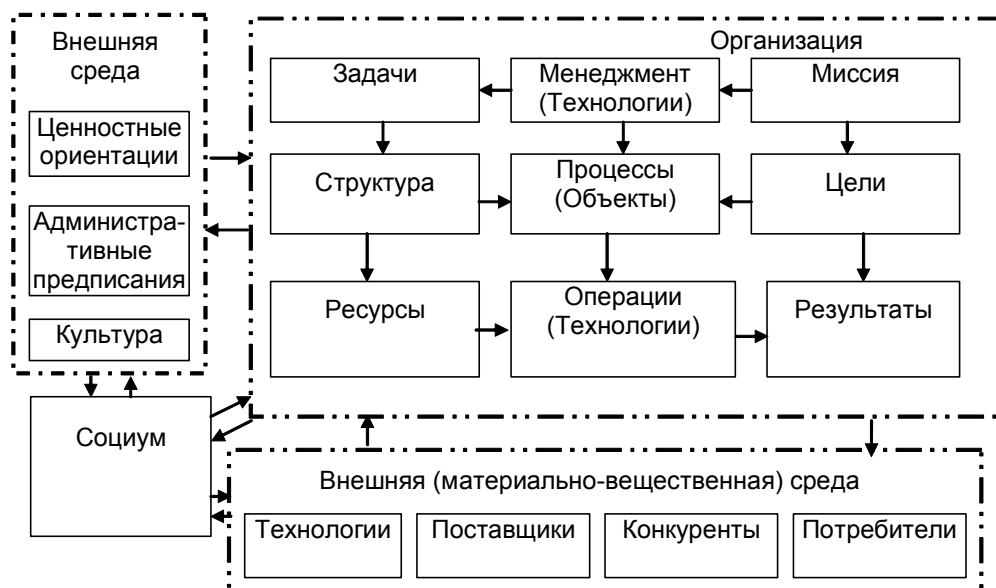 Внешняя
среда
Ценностные
ориентации
Администра-
тивные
предписания
Культура
Социум
Организация
Задачи
Менеджмент
(Технологии)
Миссия
Структура
Процессы
(Объекты)
Цели
Ресурсы
Операции
(Технологии)
Результаты
Внешняя (материально-вещественная) среда
Технологии
Поставщики
Конкуренты
Потребители